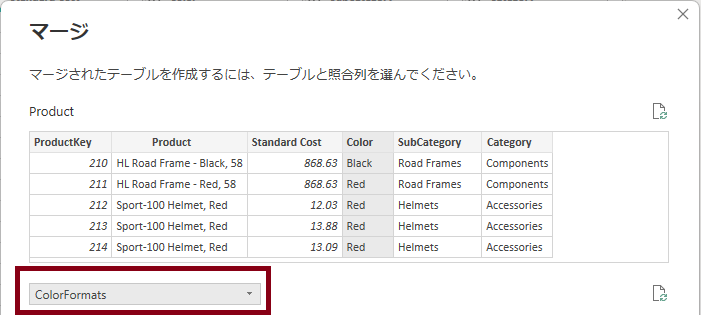 マージ
マージされたテーブルを作成するには、テーブルと照合列を選んでください。
Product
ProductKey Product Standard Cost Color SubCategory Category
210 HL Road Frame - Black, 58 868.63 Black Road Frames Components
211 HL Road Frame - Red, 58 868.63 Red Road Frames Components
212 Sport-100 Helmet, Red 12.03 Red Helmets Accessories
213 Sport-100 Helmet, Red 13.88 Red Helmets Accessories
214 Sport-100 Helmet, Red 13.09 Red Helmets Accessories
ColorFormats